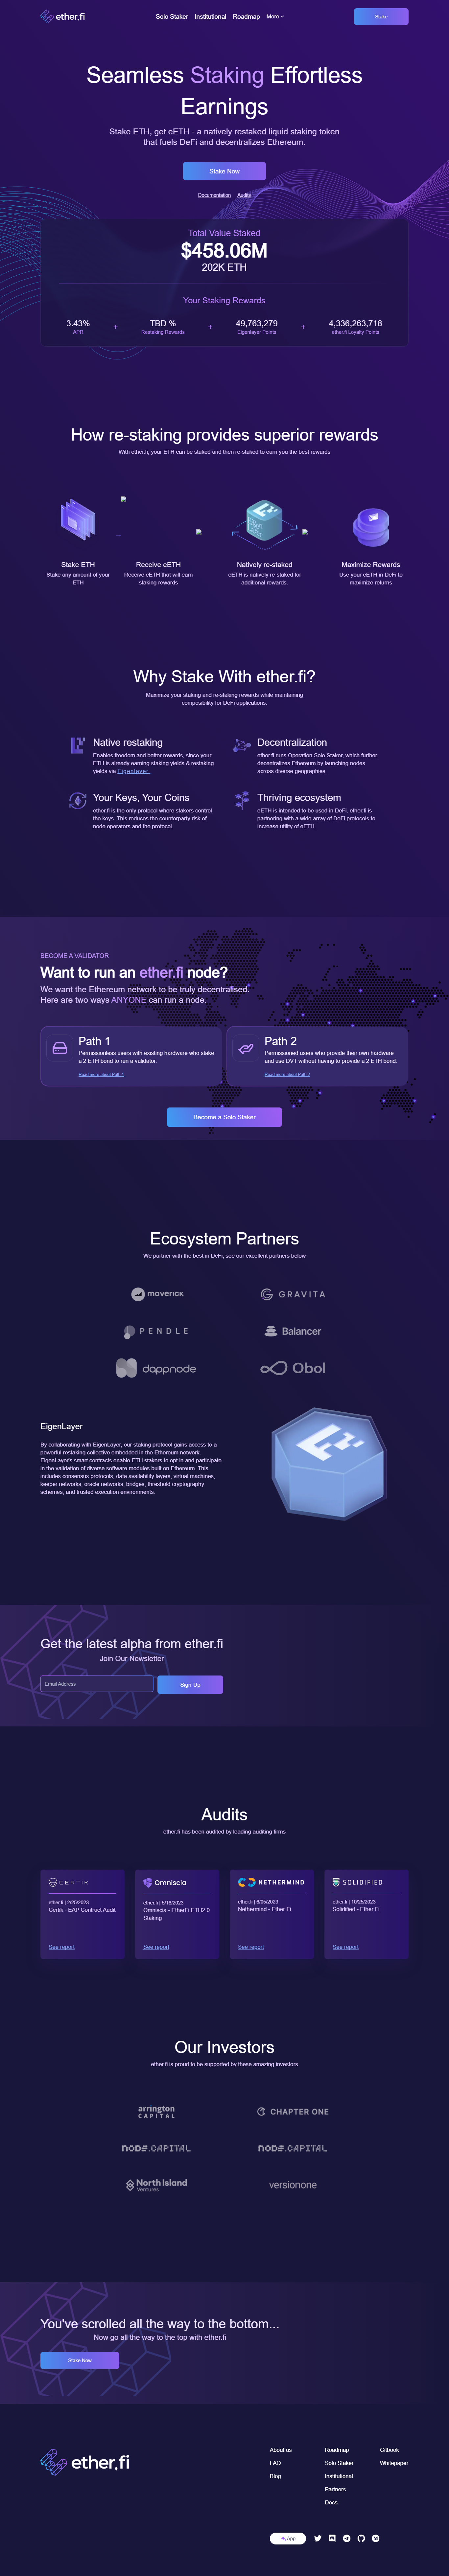 ether.fi
Solo Staker Institutional Roadmap More
Stake
Seamless Staking Effortless
Earnings
Stake ETH, get eETH - a natively restaked liquid staking token
that fuels DeFi and decentralizes Ethereum.
Stake Now
Documentation Audits
Total Value Staked
$458.06M
202K ETH
Your Staking Rewards
3.43% + TBD % + 49,763,279 + 4,336,263,718
APR Restaking Rewards Eigenlayer Points ether.fi Loyalty Points
How re-staking provides superior rewards
With ether.fi, your ETH can be staked and then re-staked to earn you the best rewards
Stake ETH
Stake any amount of your
ETH
Receive eETH
Receive eETH that will earn
staking rewards
Natively re-staked
eETH is natively re-staked for
additional rewards.
Maximize Rewards
Use your eETH in DeFi to
maximize returns
Why Stake With ether.fi?
Maximize your staking and re-staking rewards while maintaining
composibility for DeFi applications.
Native restaking
Enables freedom and better rewards, since your
ETH is already earning staking yields & restaking
yields via Eigenlayer.
Decentralization
ether.fi runs Operation Solo Staker, which further
decentralizes Ethereum by launching nodes
across diverse geographies.
Your Keys, Your Coins
ether.fi is the only protocol where stakers control
the keys. This reduces the counterparty risk of
node operators and the protocol.
Thriving ecosystem
eETH is intended to be used in DeFi. ether.fi is
partnering with a wide array of DeFi protocols to
increase utility of eETH.
BECOME A VALIDATOR
Want to run an ether.fi node?
We want the Ethereum network to be truly decentralised.
Here are two ways ANYONE can run a node.
Path 1
Permissionless users with existing hardware who stake
a 2 ETH bond to run a validator.
Read more about Path 1
Path 2
Permissioned users who provide their own hardware
and use DVT without having to provide a 2 ETH bond.
Read more about Path 2
Become a Solo Staker
Ecosystem Partners
We partner with the best in DeFi, see our excellent partners below
maverick GRAVITA
PENDLE Balancer
dappnode Obol
EigenLayer
By collaborating with EigenLayer, our staking protocol gains access to a
powerful restaking collective embedded in the Ethereum network.
EigenLayer's smart contracts enable ETH stakers to opt in and participate
in the validation of diverse software modules built on Ethereum. This
includes consensus protocols, data availability layers, virtual machines,
keeper networks, oracle networks, bridges, threshold cryptography
schemes, and trusted execution environments.
Get the latest alpha from ether.fi
Join Our Newsletter
Email Address
Sign-Up
Audits
ether.fi has been audited by leading auditing firms
CERTIK
ether.fi | 2/25/2023
Certik - EAP Contract Audit
See report
Omniscia
ether.fi | 5/16/2023
Omniscia - EtherFi ETH2.0
Staking
See report
NETHERMIND
ether.fi | 6/05/2023
Nethermind - Ether Fi
See report
SOLIDIFIED
ether.fi | 10/25/2023
Solidified - Ether Fi
See report
Our Investors
ether.fi is proud to be supported by these amazing investors
arrington
CAPITAL
CHAPTER ONE
NODE.CAPITAL NODE.CAPITAL
North Island
Ventures
versionone
You've scrolled all the way to the bottom...
Now go all the way to the top with ether.fi
Stake Now
ether.fi
About us Roadmap Gitbook
FAQ Solo Staker Whitepaper
Blog Institutional
Partners
Docs
App